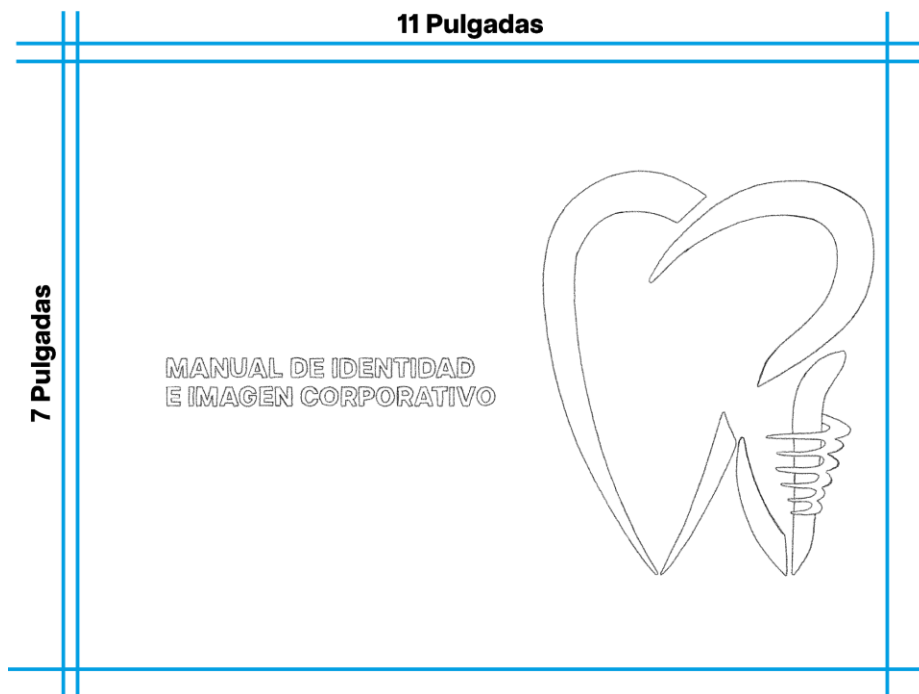 11 Pulgadas
7 Pulgadas
MANUAL DE IDENTIDAD
E IMAGEN CORPORATIVO